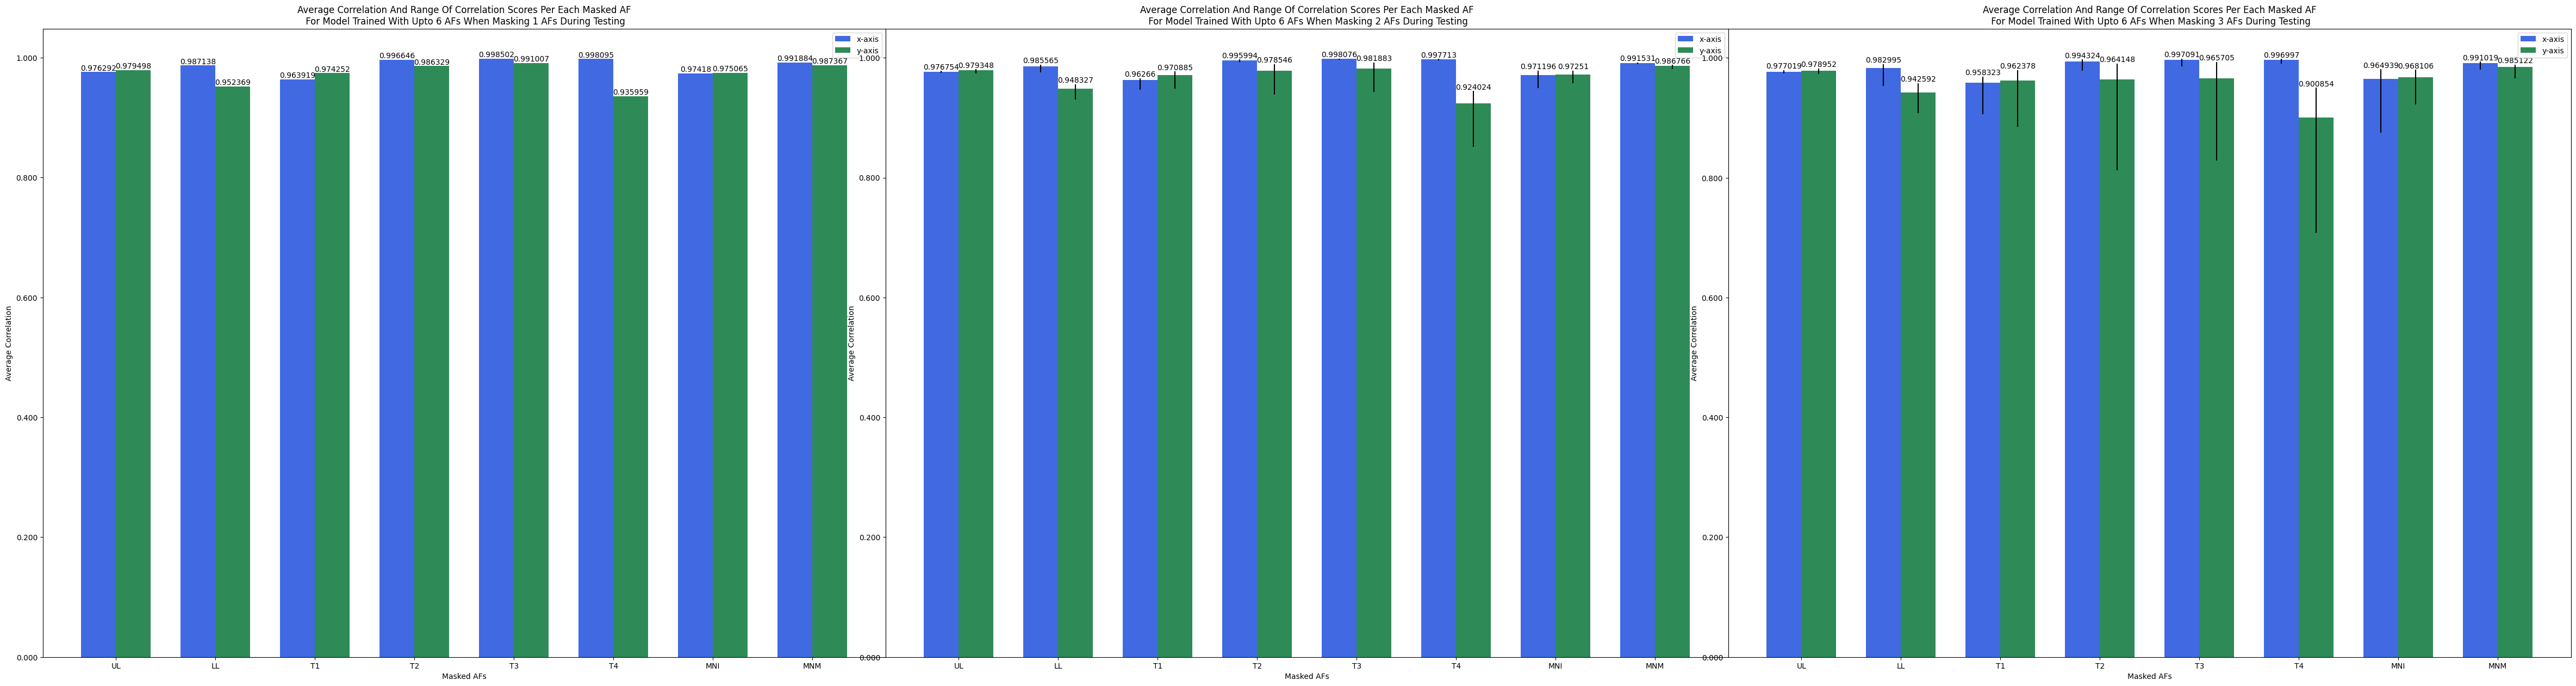 Average Correlation And Range Of Correlation Scores Per Each Masked AF
For Model Trained With Upto 6 AFs When Masking 1 AFs During Testing
x-axis
y-axis
1.000
0.800
0.600
0.400
0.200
0.000
Average Correlation
0.976292 0.979498 0.987138 0.952369 0.963919 0.974252 0.996646 0.986329 0.998502 0.991007 0.998095 0.935959 0.97418 0.975065 0.991884 0.987367
UL LL T1 T2 T3 T4 MNI MNM
Masked AFs
Average Correlation And Range Of Correlation Scores Per Each Masked AF
For Model Trained With Upto 6 AFs When Masking 2 AFs During Testing
x-axis
y-axis
1.000
0.800
0.600
0.400
0.200
0.000
Average Correlation
0.976754 0.979348 0.985565 0.948327 0.96266 0.970885 0.995994 0.978546 0.998076 0.981883 0.997713 0.924024 0.971196 0.97251 0.991531 0.986766
UL LL T1 T2 T3 T4 MNI MNM
Masked AFs
Average Correlation And Range Of Correlation Scores Per Each Masked AF
For Model Trained With Upto 6 AFs When Masking 3 AFs During Testing
x-axis
y-axis
1.000
0.800
0.600
0.400
0.200
0.000
Average Correlation
0.977019 0.978952 0.982995 0.942592 0.958323 0.962378 0.994324 0.964148 0.997091 0.965705 0.996997 0.900854 0.964939 0.968106 0.991019 0.985122
UL LL T1 T2 T3 T4 MNI MNM
Masked AFs